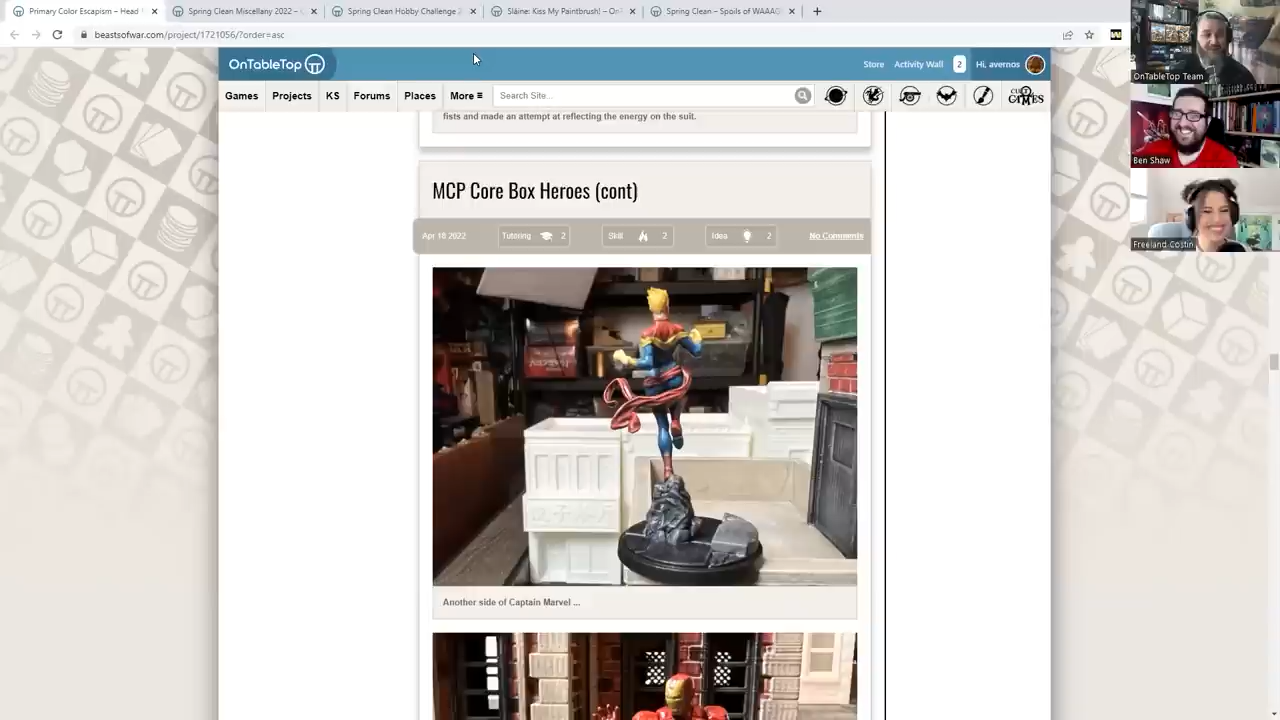 Primary Color Escapism – Head
Spring Clean Miscellany 2022 –
Spring Clean Hobby Challenge 2
Sláine: Kiss My Paintbrush! – OnT
Spring Clean – Spoils of WAAAG
beastsofwar.com/project/1721056/?order=asc
OnTableTop
Store
Activity Wall
2
Hi, avernos
Games
Projects
KS
Forums
Places
More ≡
Search Site...
GAMES
OnTableTop Team
Ben Shaw
Freeland Costin
fists and made an attempt at reflecting the energy on the suit.
MCP Core Box Heroes (cont)
Apr 18 2022
Tutoring 2
Skill 2
Idea 2
No Comments
Another side of Captain Marvel ...